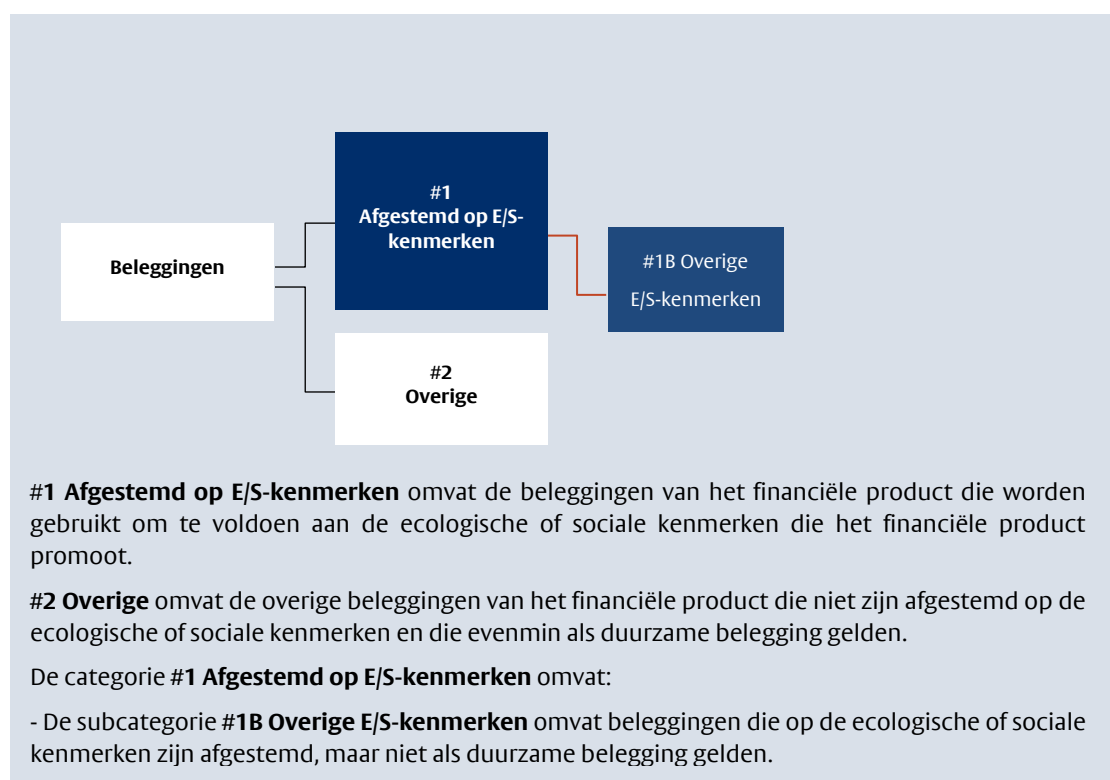 #1
Afgestemd op E/S-
kenmerken
Beleggingen
#1B Overige
E/S-kenmerken
#2
Overige
#1 Afgestemd op E/S-kenmerken omvat de beleggingen van het financiële product die worden
gebruikt om te voldoen aan de ecologische of sociale kenmerken die het financiële product
promoot.
#2 Overige omvat de overige beleggingen van het financiële product die niet zijn afgestemd op de
ecologische of sociale kenmerken en die evenmin als duurzame belegging gelden.
De categorie #1 Afgestemd op E/S-kenmerken omvat:
- De subcategorie #1B Overige E/S-kenmerken omvat beleggingen die op de ecologische of sociale
kenmerken zijn afgestemd, maar niet als duurzame belegging gelden.